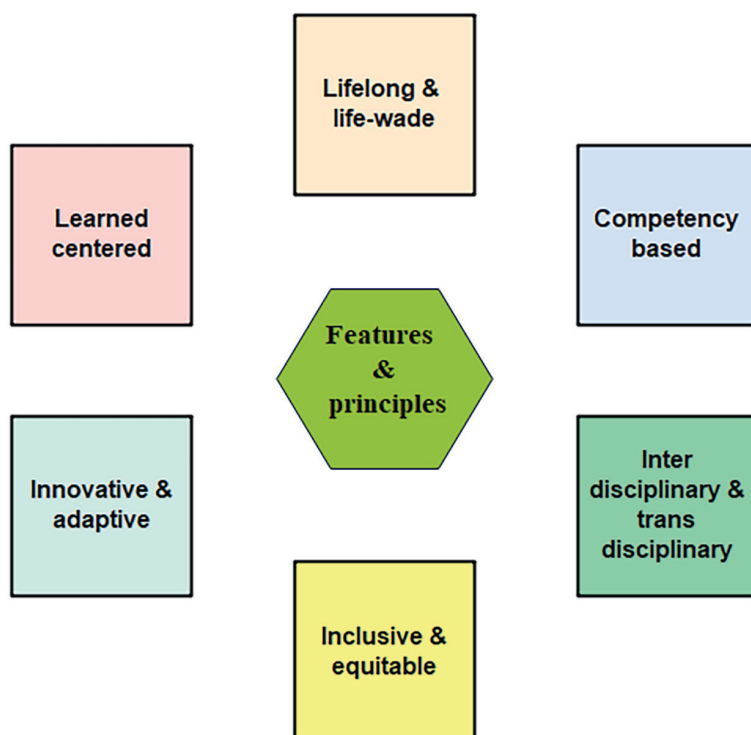 Lifelong &
life-wade
Learned
centered
Competency
based
Features
&
principles
Innovative &
adaptive
Inter
disciplinary &
trans
disciplinary
Inclusive &
equitable